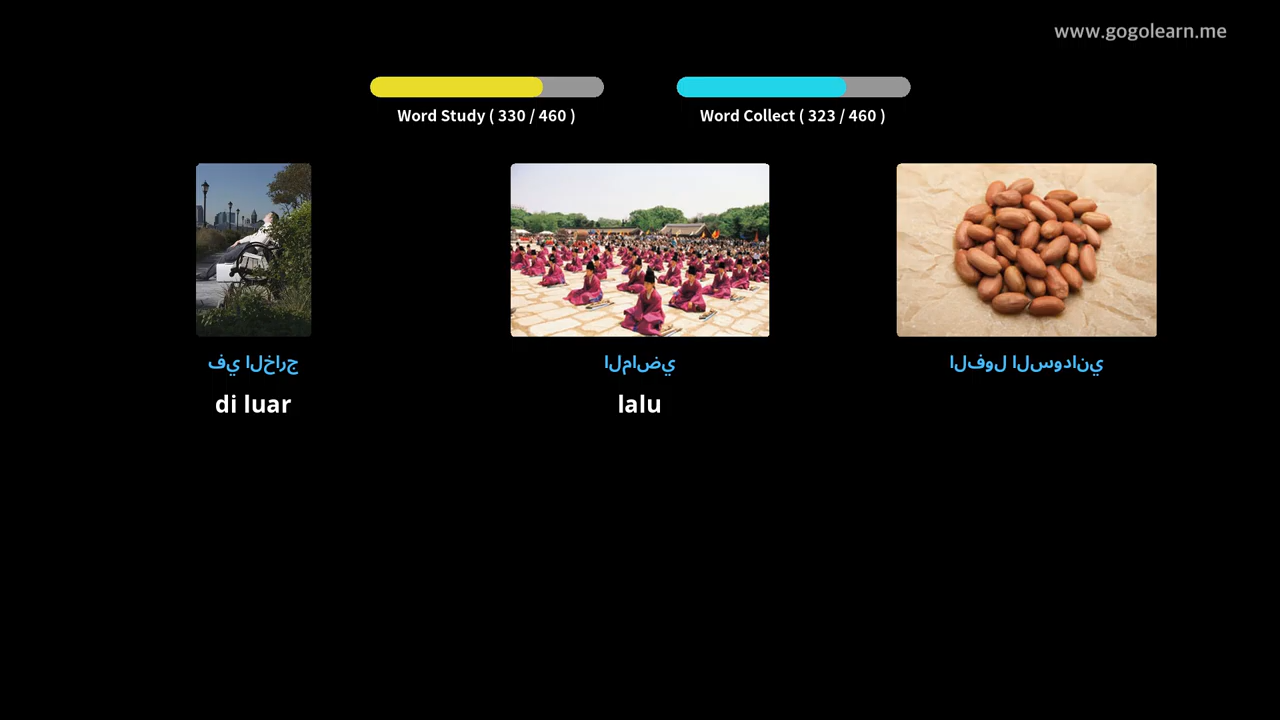 www.gogolearn.me
Word Study ( 330 / 460 )
Word Collect ( 323 / 460 )
في الخارج
الماضي
الفول السوداني
di luar
lalu